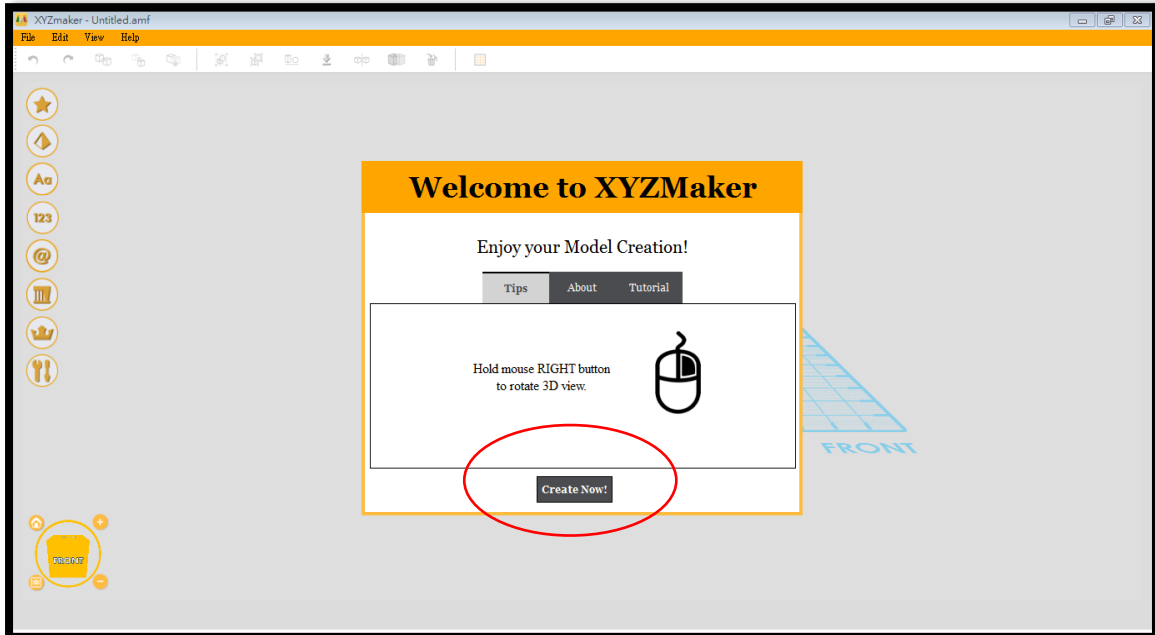 XYZmaker - Untitled.amf
File Edit View Help
Aa
123
@
Welcome to XYZMaker
Enjoy your Model Creation!
Tips About Tutorial
Hold mouse RIGHT button
to rotate 3D view.
FRONT
Create Now!
FRONT